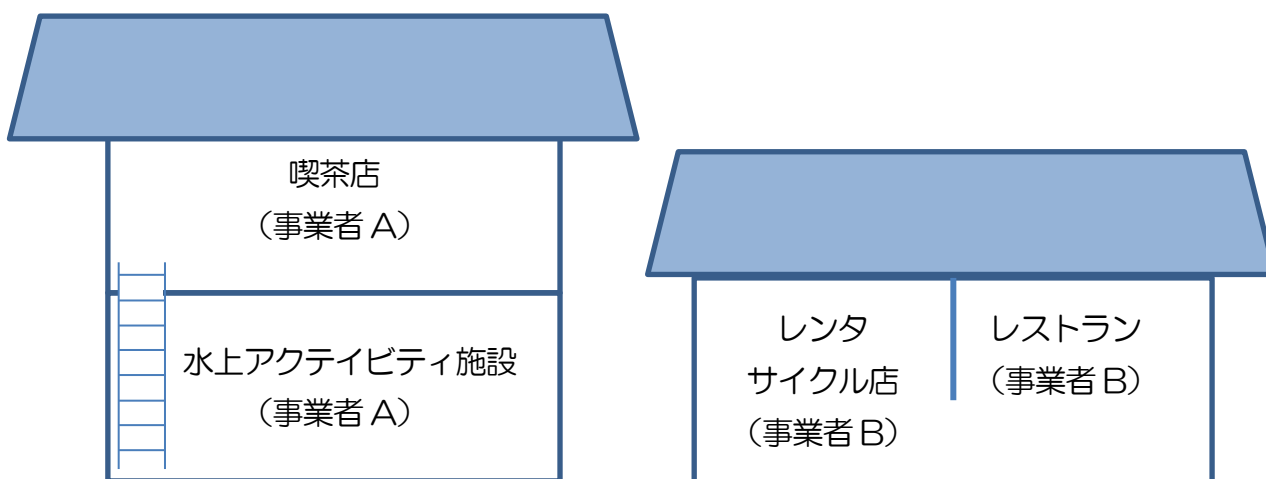 喫茶店
（事業者 A）
水上アクテイビティ施設
（事業者 A）
レンタ
サイクル店
（事業者 B）
レストラン
（事業者 B）